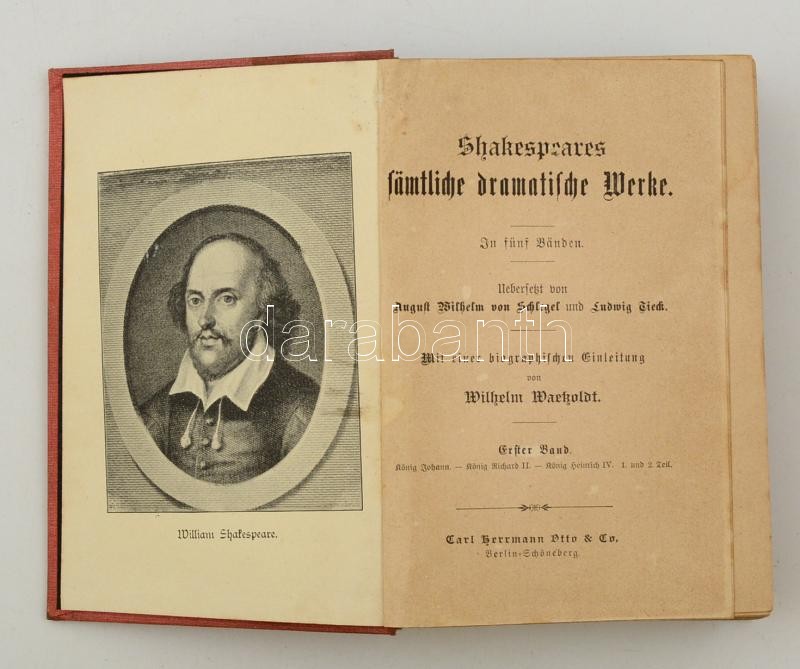 William Shakespeare.
Shakespeares
sämtliche dramatische Werke.
In fünf Bänden.
Uebersetzt von
August Wilhelm von Schlegel und Ludwig Tieck.
Mit einer biographischen Einleitung
von
Wilhelm Waetzoldt.
Erster Band.
König Johann. — König Richard II. — König Heinrich IV. 1. und 2. Teil.
Carl Herrmann Otto & Co.
Berlin-Schöneberg.
darabanth